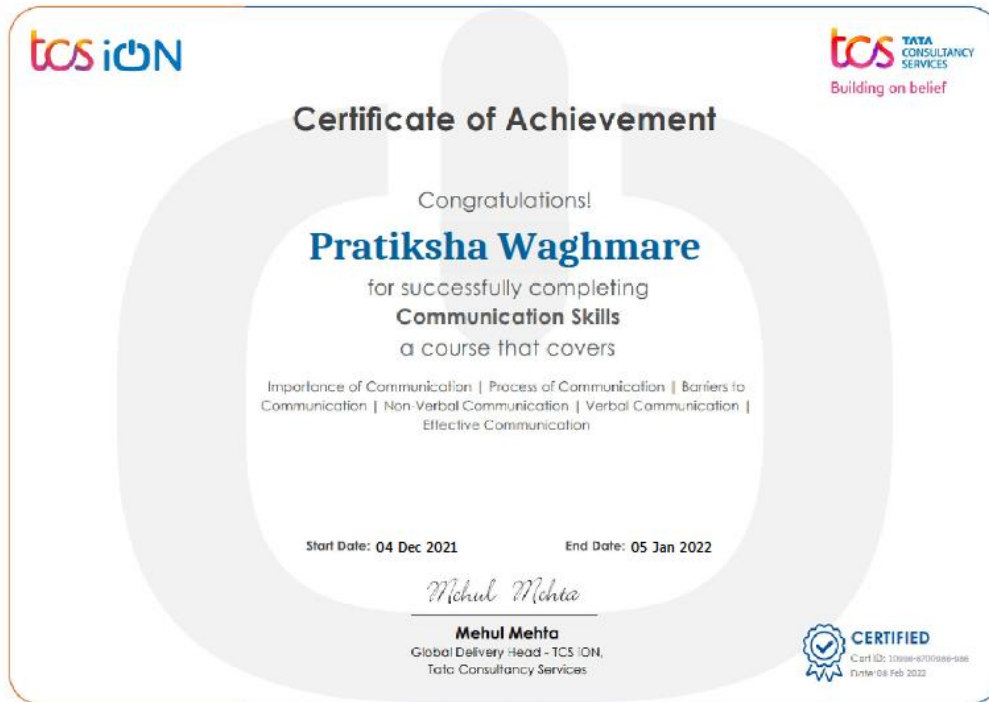 tcs iON
tcs TATA
CONSULTANCY
SERVICES
Building on belief
Certificate of Achievement
Congratulations!
Pratiksha Waghmare
for successfully completing
Communication Skills
a course that covers
Importance of Communication | Process of Communication | Barriers to
Communication | Non-Verbal Communication | Verbal Communication |
Effective Communication
Start Date: 04 Dec 2021 End Date: 05 Jan 2022
Mehul Mehta
Mehul Mehta
Global Delivery Head - TCS iON,
Tata Consultancy Services
CERTIFIED
Cert ID:
Date: 08 Feb 2022